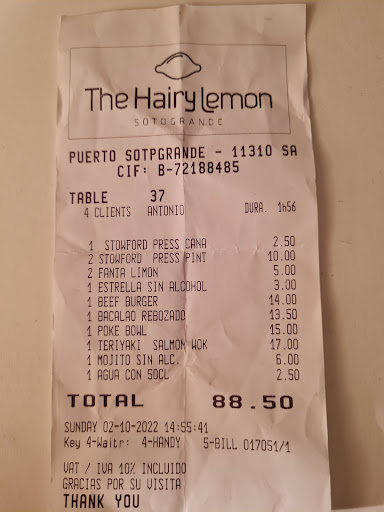 The Hairy Lemon
SOTOGRANDE
PUERTO SOTPGRANDE - 11310 SA
CIF: B-72188485
TABLE 37
4 CLIENTS ANTONIO DURA. 1h56
1 STOWFORD PRESS CANA 2.50
2 STOWFORD PRESS PINT 10.00
2 FANTA LIMON 5.00
1 ESTRELLA SIN ALCOHOL 3.00
1 BEEF BURGER 14.00
1 BACALAO REBOZADO 13.50
1 POKE BOWL 15.00
1 TERIYAKI SALMON WOK 17.00
1 MOJITO SIN ALC. 6.00
1 AGUA CON 50CL 2.50
TOTAL 88.50
SUNDAY 02-10-2022 14:55:41
Key 4-Waitr: 4-HANDY 5-BILL 017051/1
VAT / IVA 10% INCLUIDO
GRACIAS POR SU VISITA
THANK YOU